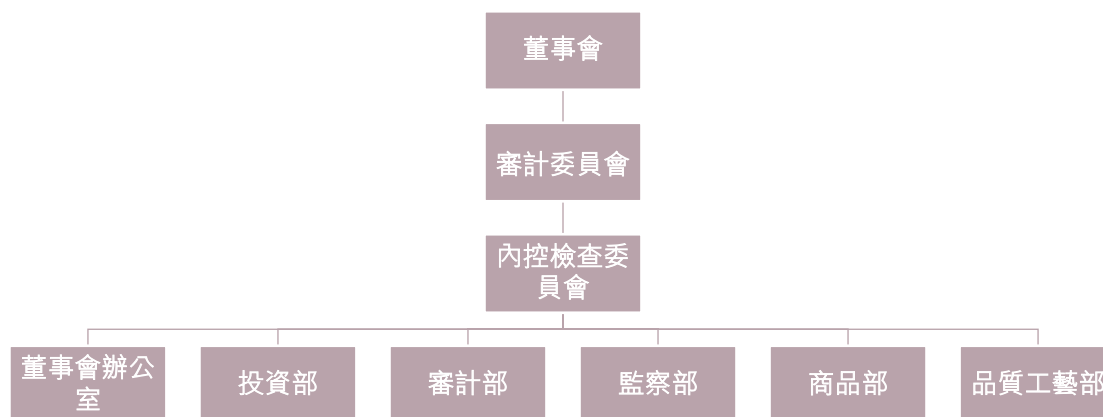 董事會
審計委員會
內控檢查委
員會
董事會辦公
室
投資部
審計部
監察部
商品部
品質工藝部